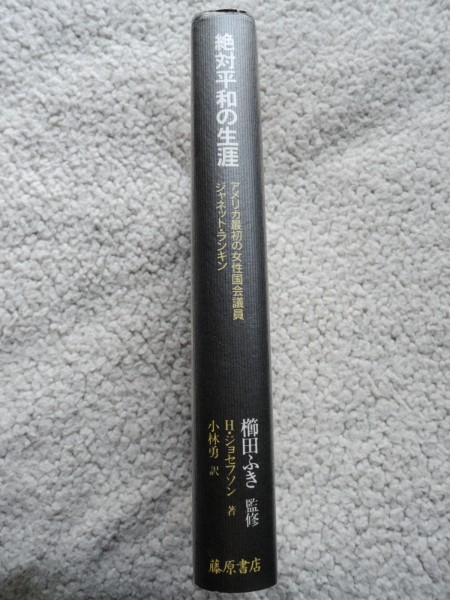 絶対平和の生涯
アメリカ最初の女性国会議員
ジャネット・ランキン
櫛田ふき 監修
H・ジョセフソン 著
小林勇 訳
藤原書店